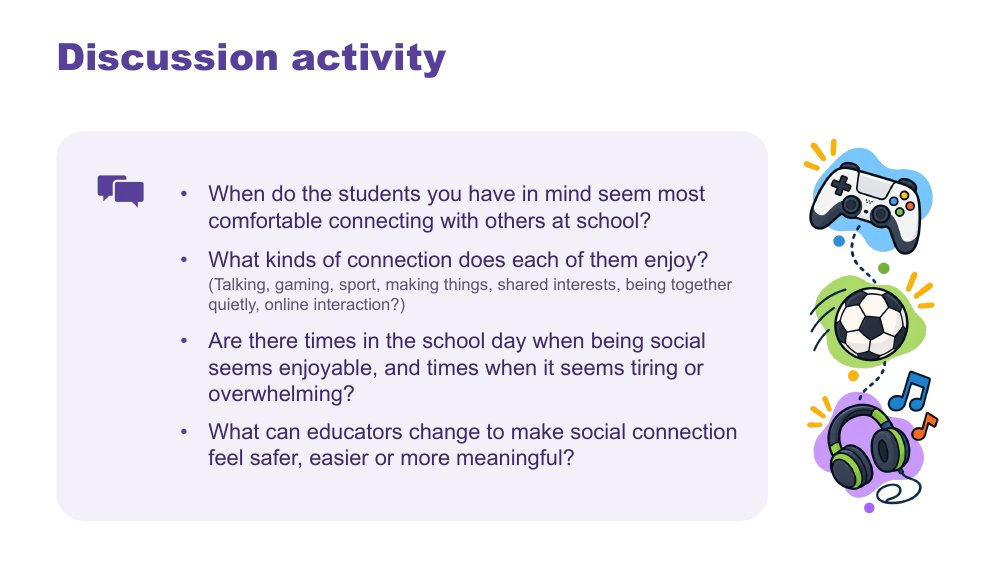 Discussion activity
• When do the students you have in mind seem most
comfortable connecting with others at school?
• What kinds of connection does each of them enjoy?
(Talking, gaming, sport, making things, shared interests, being together
quietly, online interaction?)
• Are there times in the school day when being social
seems enjoyable, and times when it seems tiring or
overwhelming?
• What can educators change to make social connection
feel safer, easier or more meaningful?